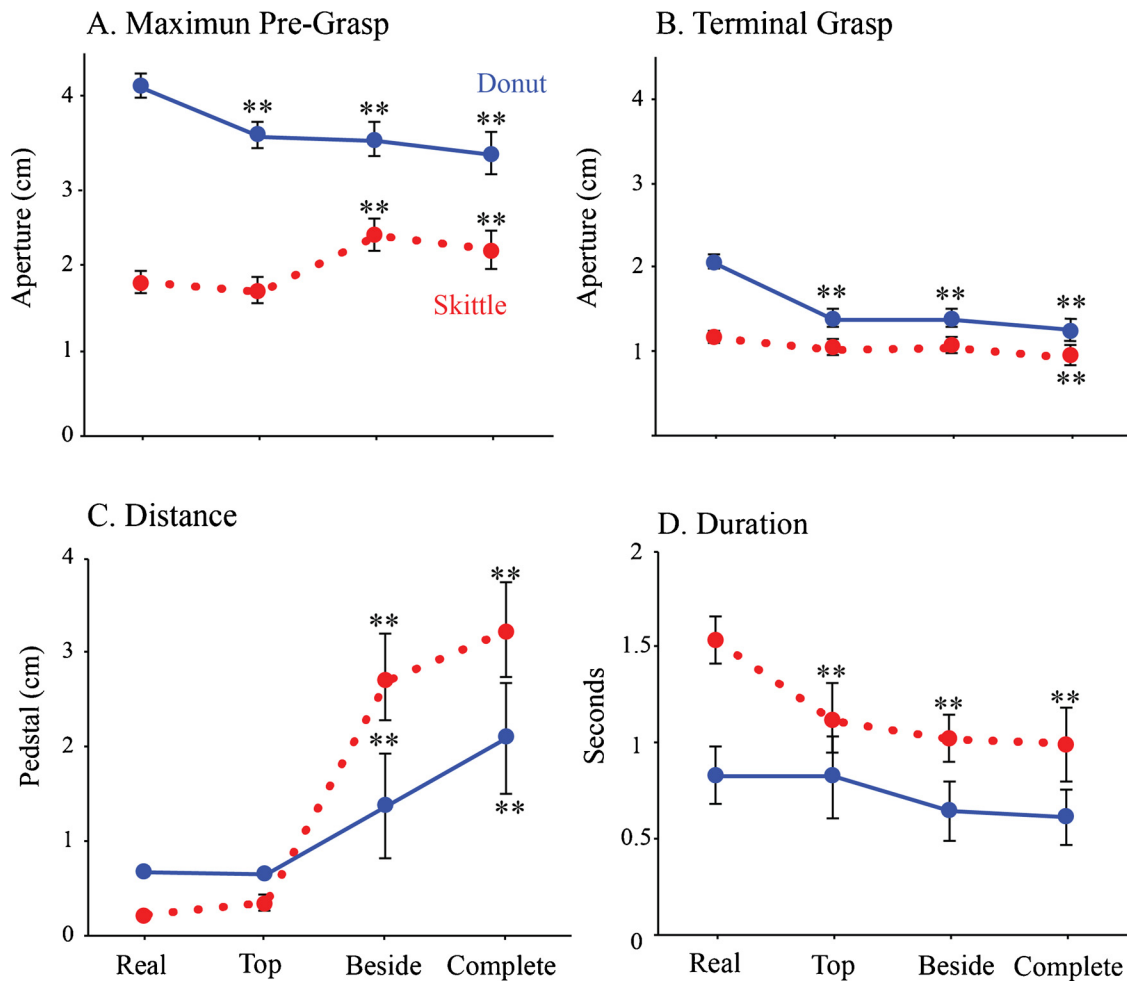 A. Maximun Pre-Grasp
Aperture (cm)
4
3
2
1
0
Donut
Skittle
**
**
**
**
**
B. Terminal Grasp
Aperture (cm)
4
3
2
1
**
**
**
**
C. Distance
Pedstal (cm)
4
3
2
1
0
**
**
**
**
Real Top Beside Complete
D. Duration
Seconds
2
1.5
1
0.5
0
**
**
**
Real Top Beside Complete